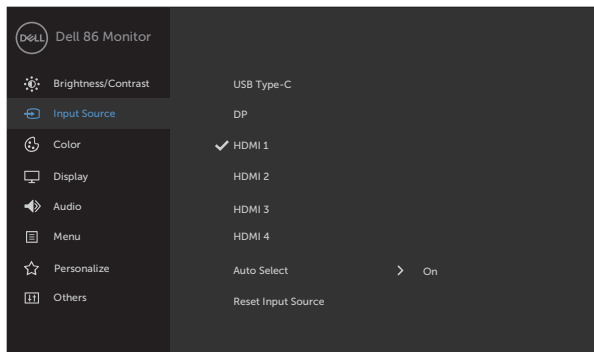 DELL Dell 86 Monitor
Brightness/Contrast
Input Source
Color
Display
Audio
Menu
Personalize
Others
USB Type-C
DP
HDMI 1
HDMI 2
HDMI 3
HDMI 4
Auto Select On
Reset Input Source